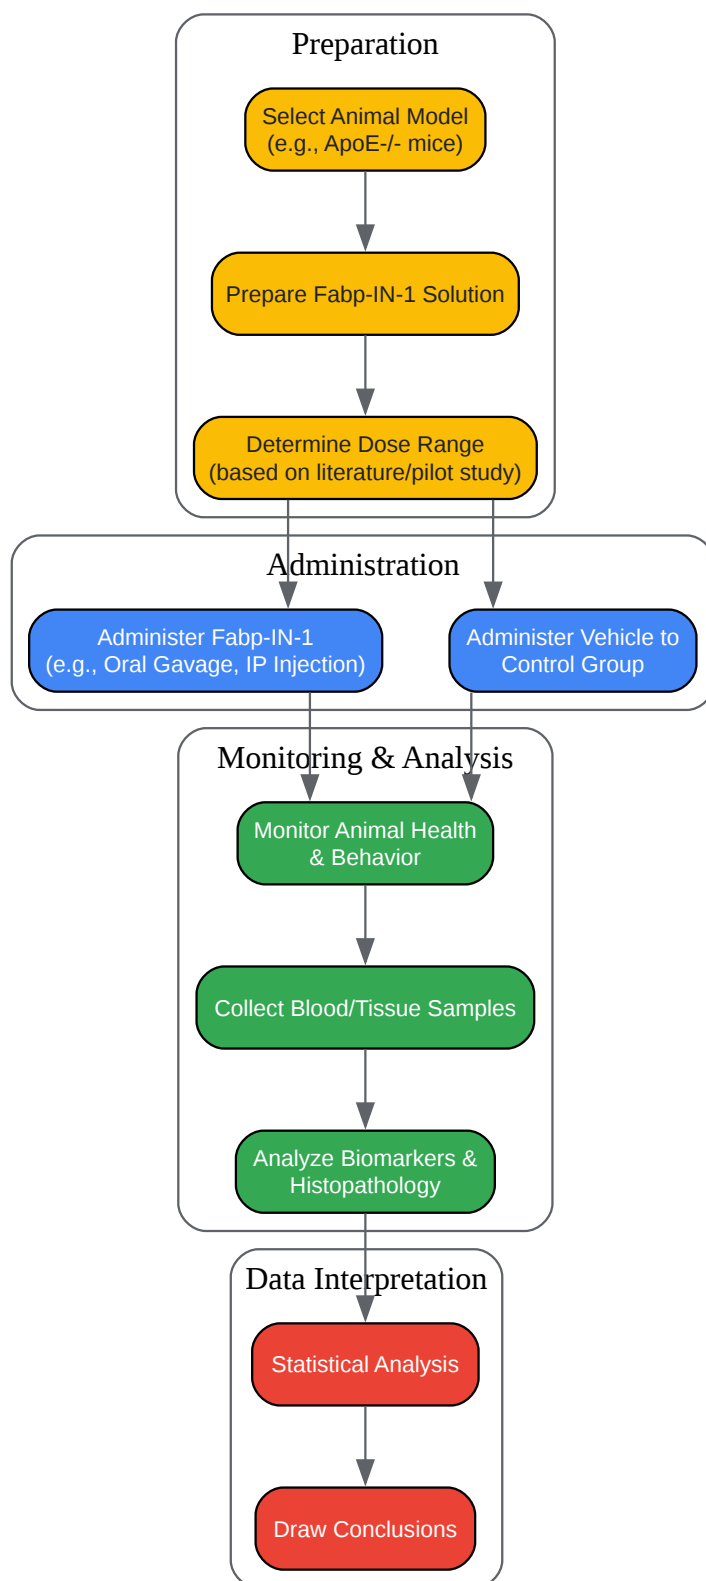 Preparation
Select Animal Model
(e.g., ApoE-/- mice)
Prepare Fabp-IN-1 Solution
Determine Dose Range
(based on literature/pilot study)
Administration
Administer Fabp-IN-1
(e.g., Oral Gavage, IP Injection)
Administer Vehicle to
Control Group
Monitoring & Analysis
Monitor Animal Health
& Behavior
Collect Blood/Tissue Samples
Analyze Biomarkers &
Histopathology
Data Interpretation
Statistical Analysis
Draw Conclusions